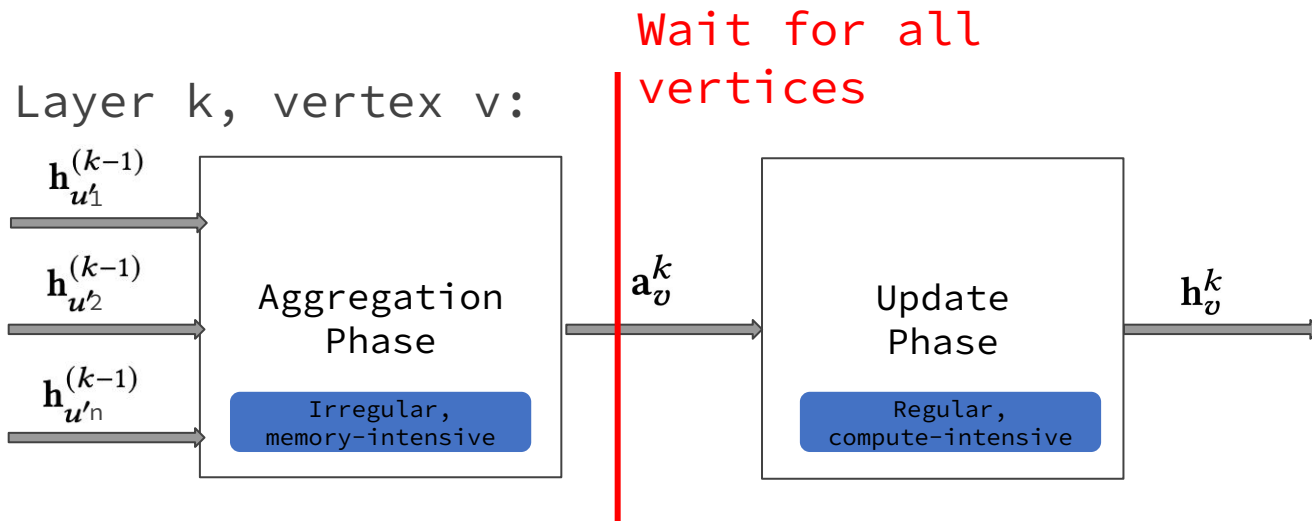 Wait for all
vertices
Layer k, vertex v:
h_{u'1}^{(k−1)}
h_{u'2}^{(k−1)}
h_{u'n}^{(k−1)}
Aggregation
Phase
Irregular,
memory-intensive
a_v^k
Update
Phase
Regular,
compute-intensive
h_v^k